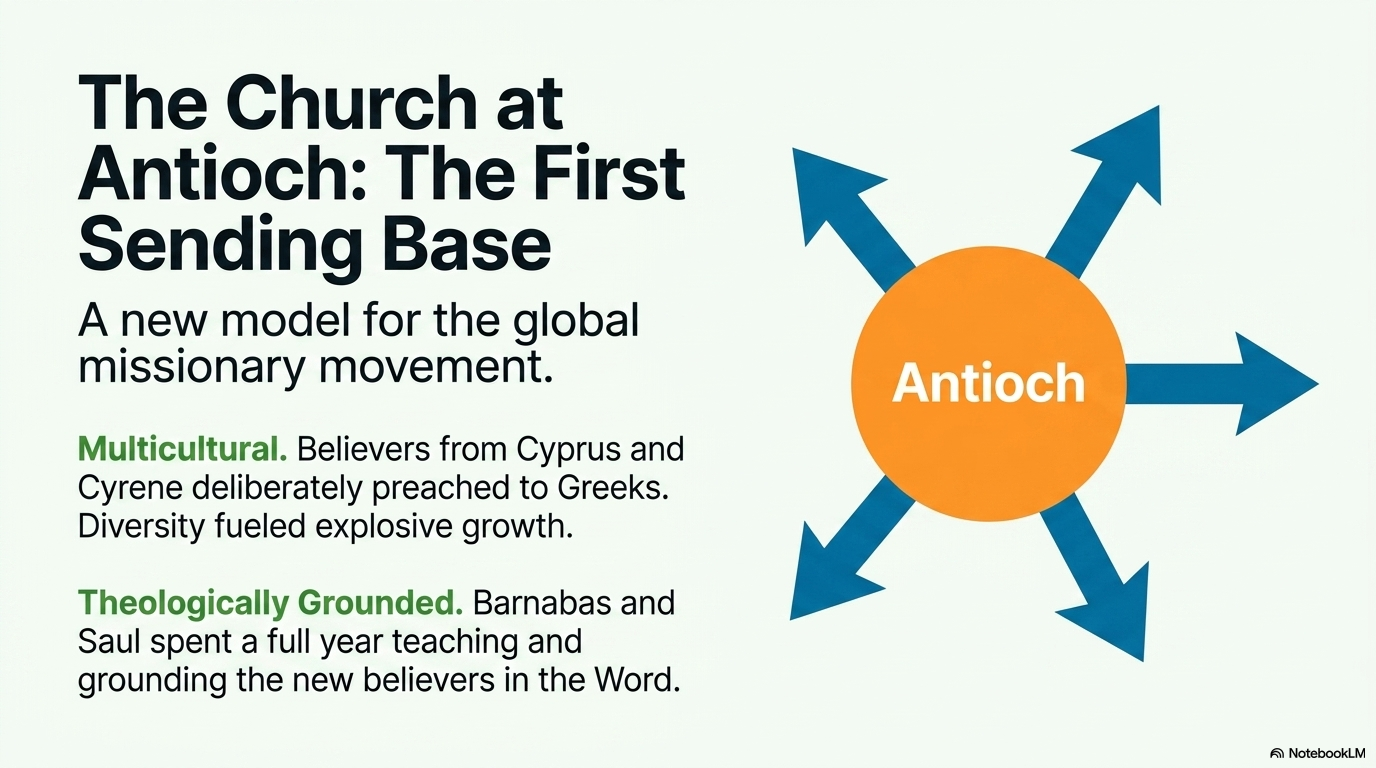 The Church at
Antioch: The First
Sending Base
A new model for the global
missionary movement.
Multicultural. Believers from Cyprus and
Cyrene deliberately preached to Greeks.
Diversity fueled explosive growth.
Theologically Grounded. Barnabas and
Saul spent a full year teaching and
grounding the new believers in the Word.
Antioch
NotebookLM